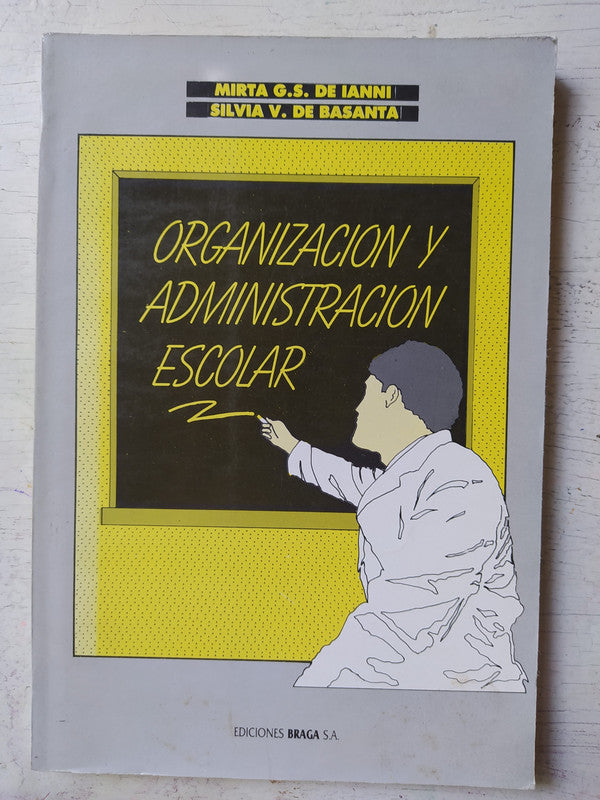 MIRTA G.S. DE IANNI
SILVIA V. DE BASANTA
ORGANIZACION Y
ADMINISTRACION
ESCOLAR
EDICIONES BRAGA S.A.